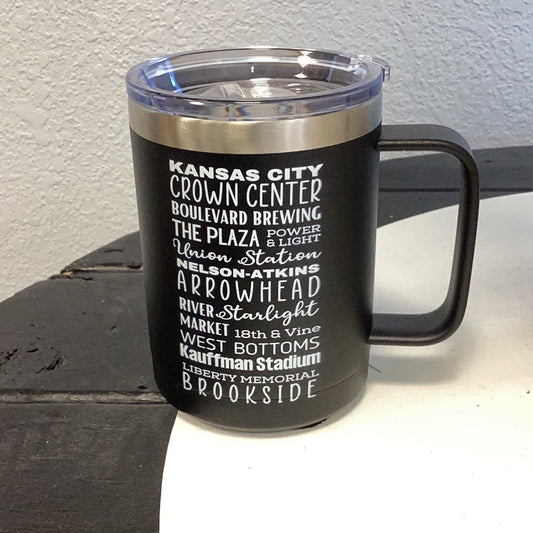 KANSAS CITY
CROWN CENTER
BOULEVARD BREWING
THE PLAZA POWER & LIGHT
Union Station
NELSON-ATKINS
ARROWHEAD
RIVER MARKET Starlight
18th & Vine
WEST BOTTOMS
Kauffman Stadium
LIBERTY MEMORIAL
BROOKSIDE